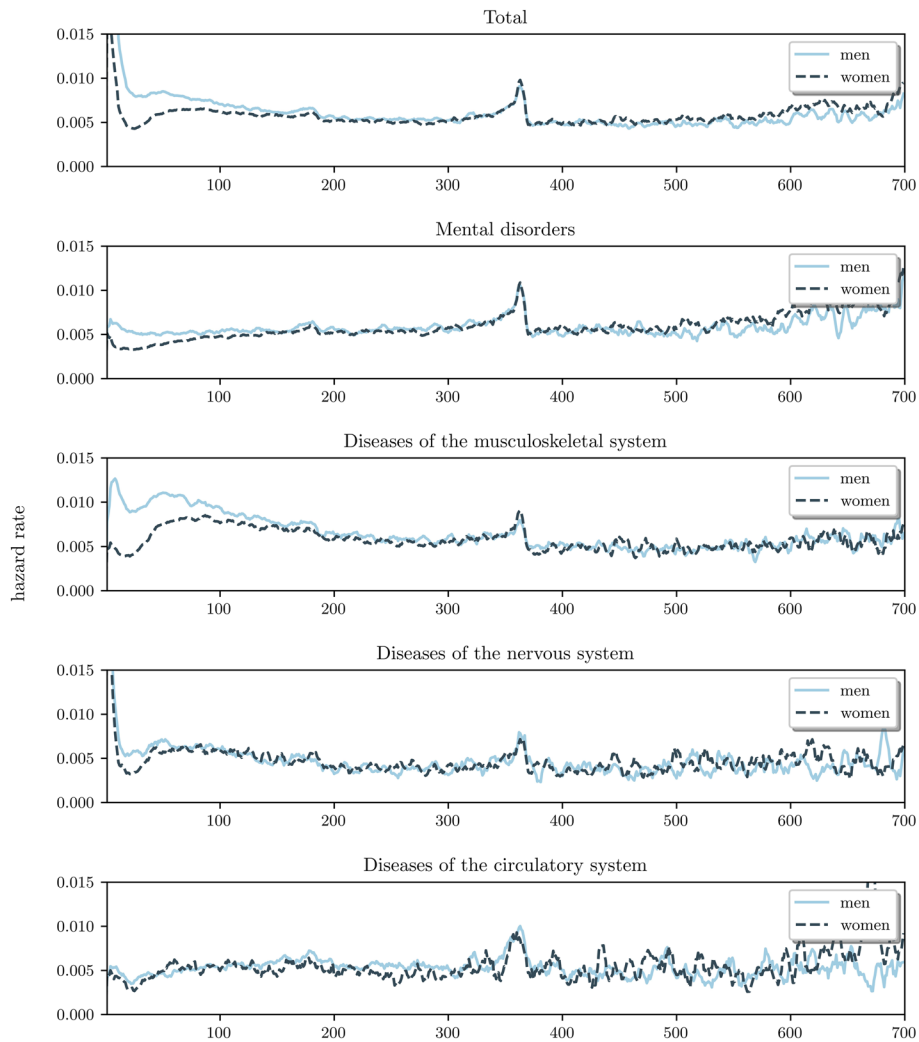 Total
0.015
men
women
0.010
0.005
0.000
100 200 300 400 500 600 700
Mental disorders
0.015
men
women
0.010
0.005
0.000
100 200 300 400 500 600 700
Diseases of the musculoskeletal system
0.015
men
women
0.010
0.005
0.000
100 200 300 400 500 600 700
hazard rate
Diseases of the nervous system
0.015
men
women
0.010
0.005
0.000
100 200 300 400 500 600 700
Diseases of the circulatory system
0.015
men
women
0.010
0.005
0.000
100 200 300 400 500 600 700